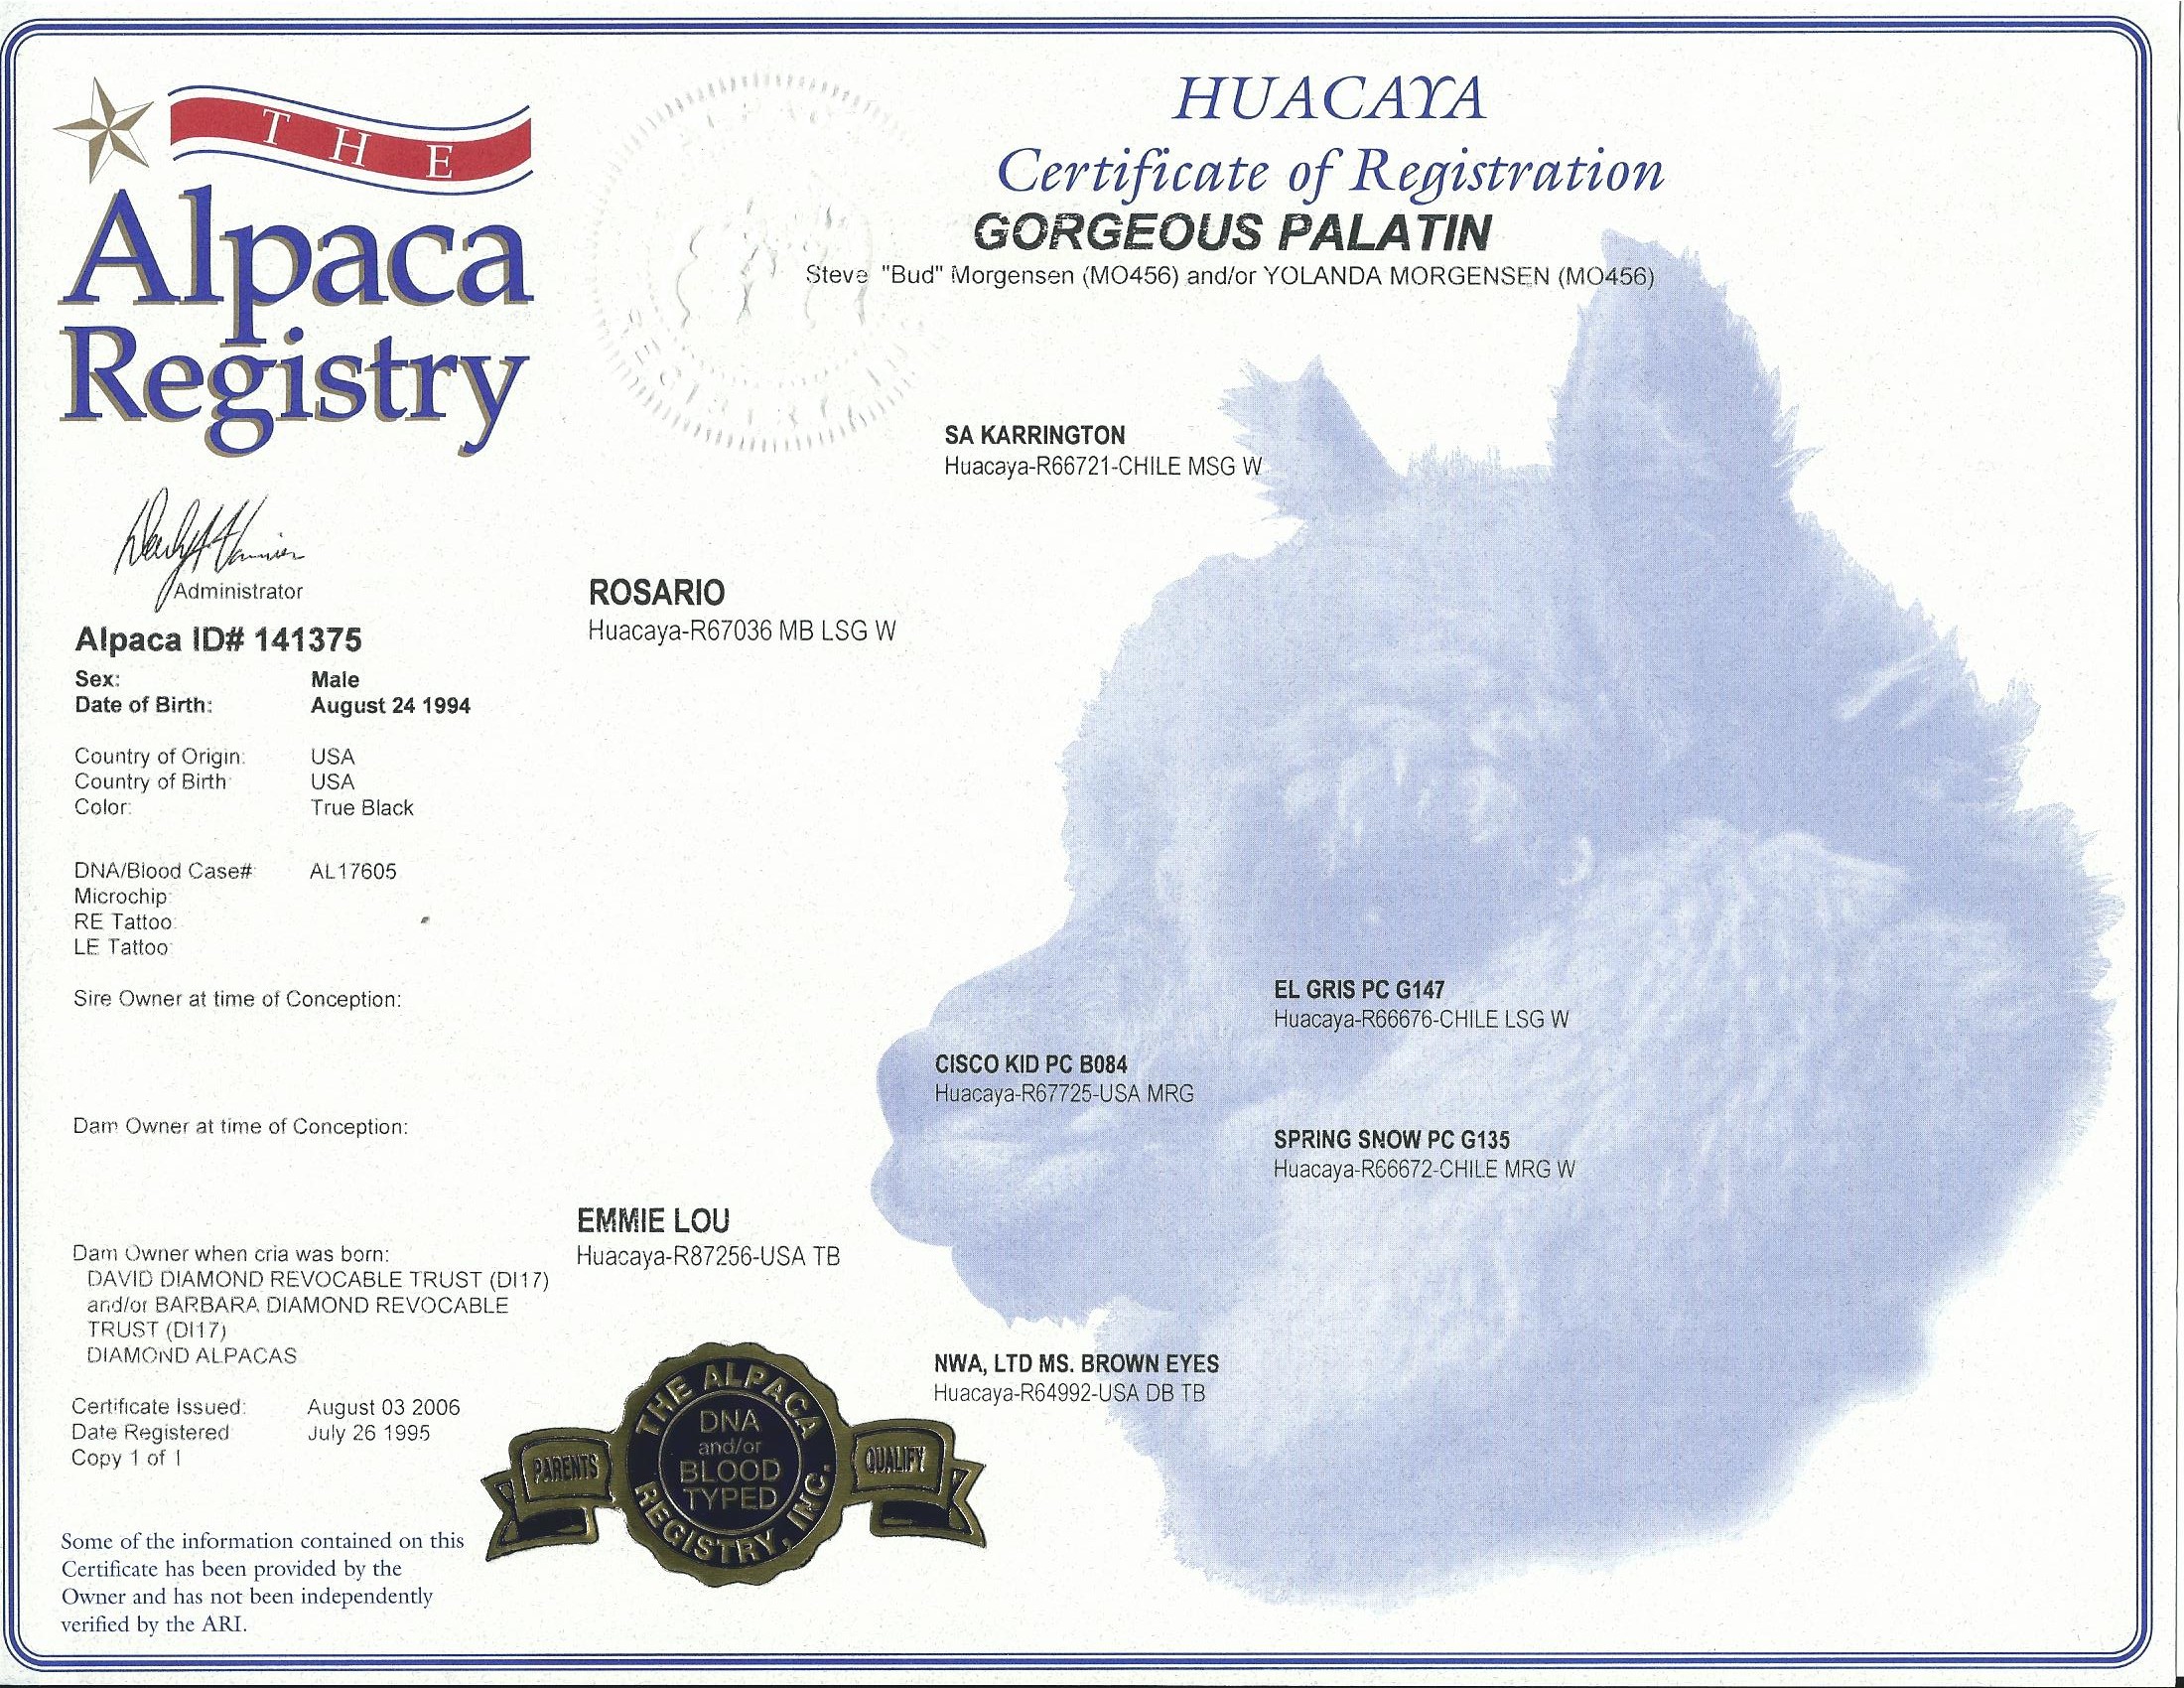 THE
Alpaca
Registry
HUACAYA
Certificate of Registration
GORGEOUS PALATIN
Steve "Bud" Morgensen (MO456) and/or YOLANDA MORGENSEN (MO456)
Administrator
Alpaca ID# 141375
Sex: Male
Date of Birth: August 24 1994
Country of Origin: USA
Country of Birth: USA
Color: True Black
DNA/Blood Case#: AL17605
Microchip:
RE Tattoo:
LE Tattoo:
Sire Owner at time of Conception:
Dam Owner at time of Conception:
Dam Owner when cria was born:
DAVID DIAMOND REVOCABLE TRUST (DI17)
and/or BARBARA DIAMOND REVOCABLE
TRUST (DI17)
DIAMOND ALPACAS
Certificate Issued: August 03 2006
Date Registered: July 26 1995
Copy 1 of 1
Some of the information contained on this
Certificate has been provided by the
Owner and has not been independently
verified by the ARI.
SA KARRINGTON
Huacaya-R66721-CHILE MSG W
ROSARIO
Huacaya-R67036 MB LSG W
EL GRIS PC G147
Huacaya-R66676-CHILE LSG W
CISCO KID PC B084
Huacaya-R67725-USA MRG
SPRING SNOW PC G135
Huacaya-R66672-CHILE MRG W
EMMIE LOU
Huacaya-R87256-USA TB
NWA, LTD MS. BROWN EYES
Huacaya-R64992-USA DB TB
THE ALPACA
REGISTRY, INC.
DNA
and/or
BLOOD
TYPED
PARENTS
QUALIFY